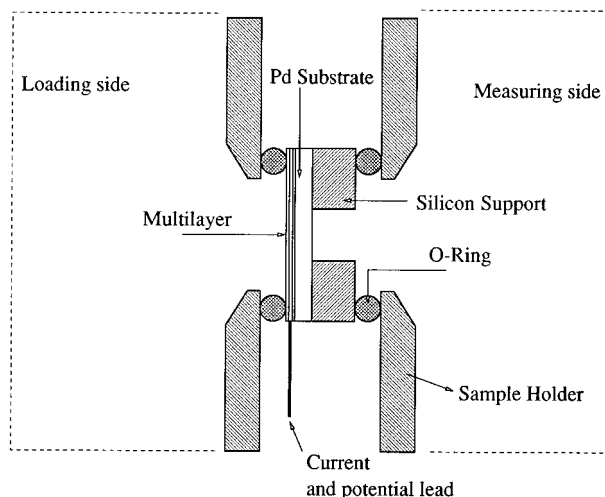 Loading side
Pd Substrate
Measuring side
Multilayer
Silicon Support
O-Ring
Sample Holder
Current
and potential lead